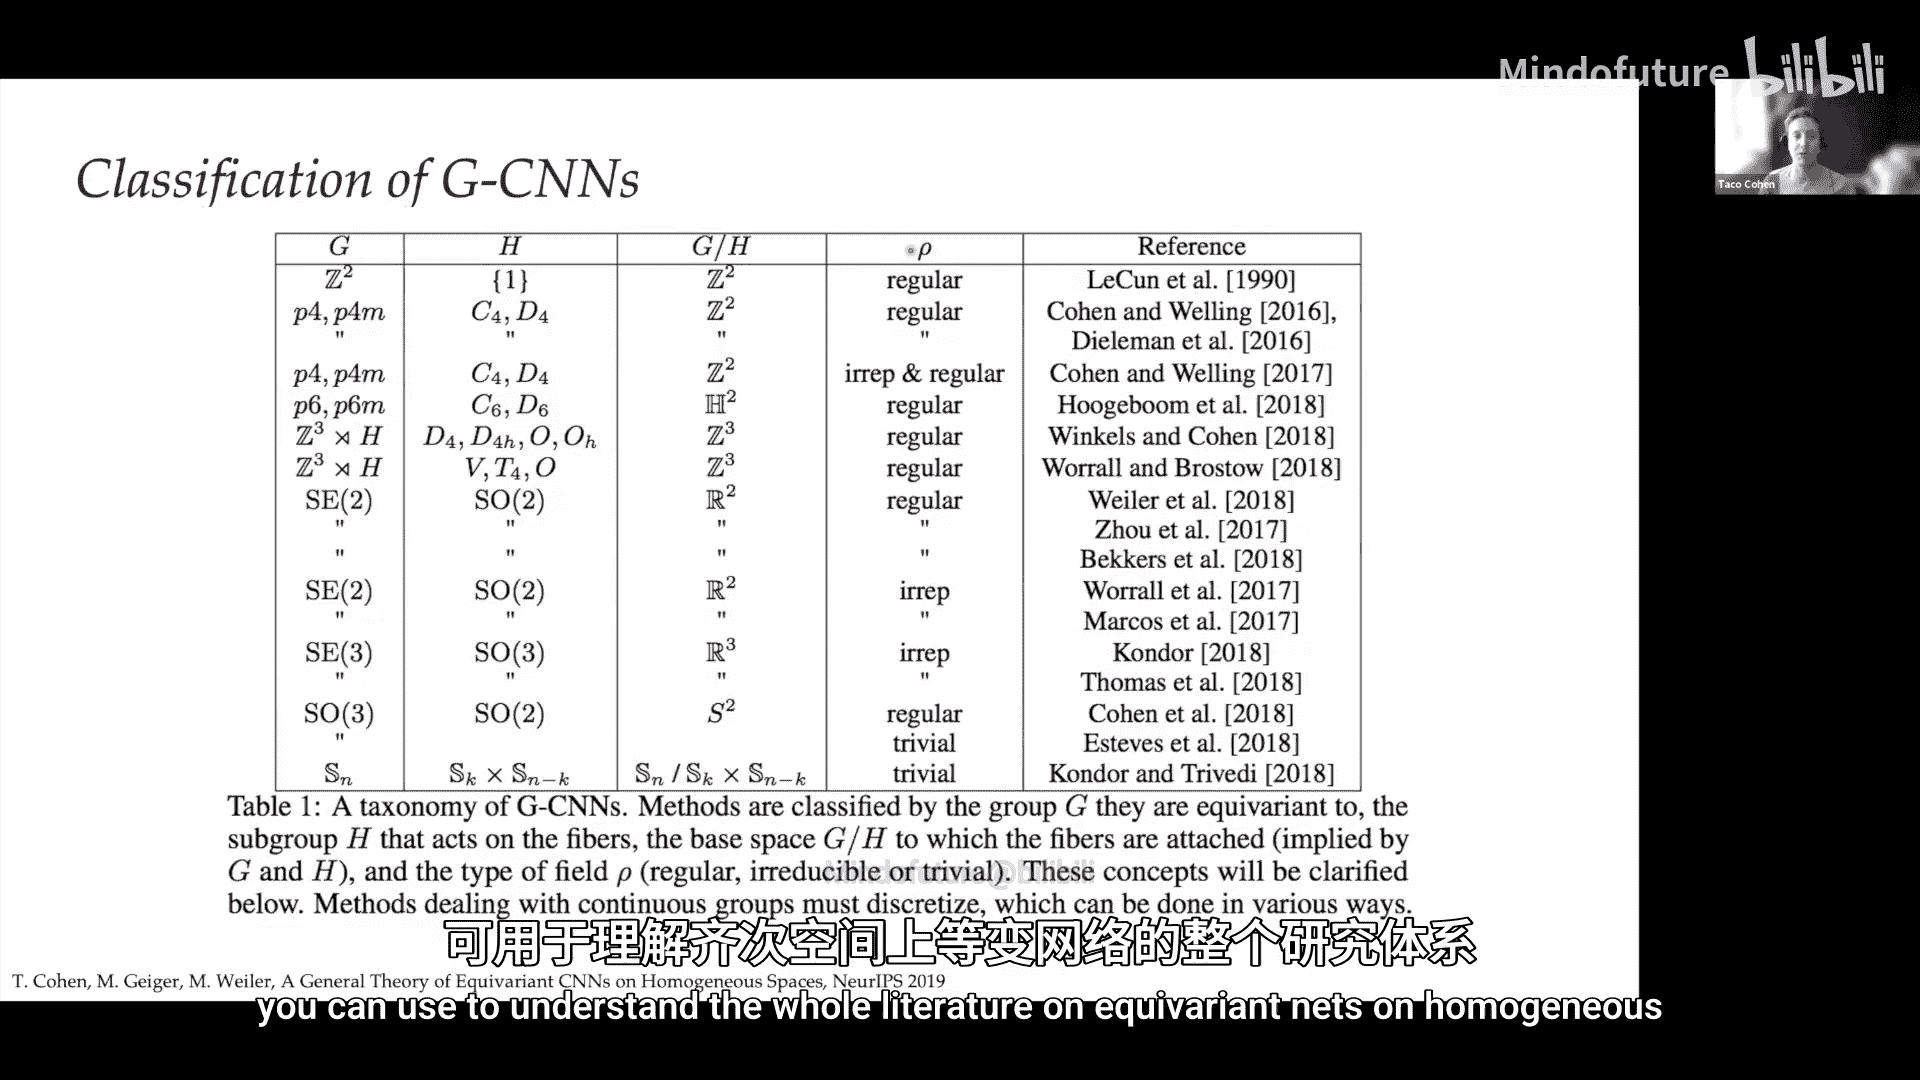 Mindofuture bilibili
Taco Cohen
Classification of G-CNNs
G H G/H ρ Reference
ℤ² {1} ℤ² regular LeCun et al. [1990]
p4, p4m C₄, D₄ ℤ² regular Cohen and Welling [2016],
" " " " Dieleman et al. [2016]
p4, p4m C₄, D₄ ℤ² irrep & regular Cohen and Welling [2017]
p6, p6m C₆, D₆ ℍ² regular Hoogeboom et al. [2018]
ℤ³ ⋊ H D₄, D₄ₕ, O, Oₕ ℤ³ regular Winkels and Cohen [2018]
ℤ³ ⋊ H V, T₄, O ℤ³ regular Worrall and Brostow [2018]
SE(2) SO(2) ℝ² regular Weiler et al. [2018]
" " " " Zhou et al. [2017]
" " " " Bekkers et al. [2018]
SE(2) SO(2) ℝ² irrep Worrall et al. [2017]
" " " " Marcos et al. [2017]
SE(3) SO(3) ℝ³ irrep Kondor [2018]
" " " " Thomas et al. [2018]
SO(3) SO(2) S² regular Cohen et al. [2018]
" trivial Esteves et al. [2018]
𝕊ₙ 𝕊ₖ × 𝕊ₙ₋ₖ 𝕊ₙ / 𝕊ₖ × 𝕊ₙ₋ₖ trivial Kondor and Trivedi [2018]
Table 1: A taxonomy of G-CNNs. Methods are classified by the group G they are equivariant to, the
subgroup H that acts on the fibers, the base space G/H to which the fibers are attached (implied by
G and H), and the type of field ρ (regular, irreducible or trivial). These concepts will be clarified
Mindofuture@bilibili
below. Methods dealing with continuous groups must discretize, which can be done in various ways.
可用于理解齐次空间上等变网络的整个研究体系
T. Cohen, M. Geiger, M. Weiler, A General Theory of Equivariant CNNs on Homogeneous Spaces, NeurIPS 2019
you can use to understand the whole literature on equivariant nets on homogeneous